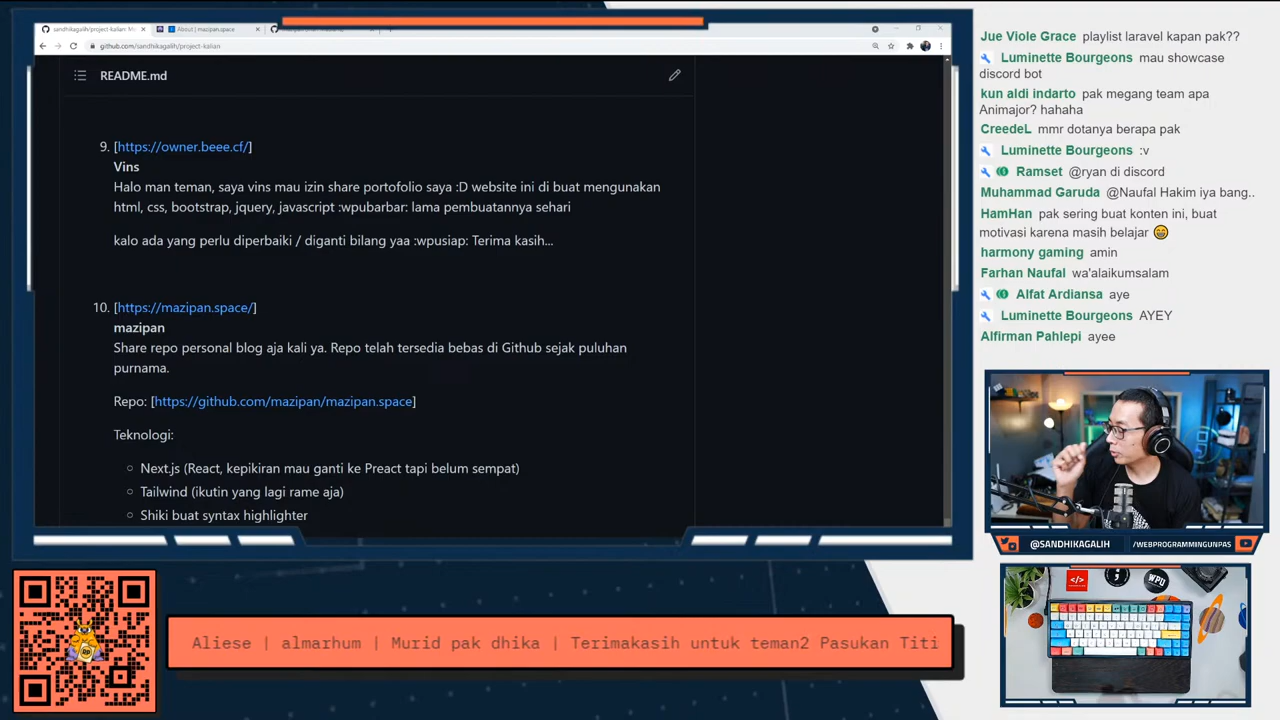 sandhikagalih/project-kalian: M
About | mazipan.space
github.com/sandhikagalih/project-kalian
README.md
9. [https://owner.beee.cf/]
Vins
Halo man teman, saya vins mau izin share portofolio saya :D website ini di buat mengunakan
html, css, bootstrap, jquery, javascript :wpubarbar: lama pembuatannya sehari
kalo ada yang perlu diperbaiki / diganti bilang yaa :wpusiap: Terima kasih...
10. [https://mazipan.space/]
mazipan
Share repo personal blog aja kali ya. Repo telah tersedia bebas di Github sejak puluhan
purnama.
Repo: [https://github.com/mazipan/mazipan.space]
Teknologi:
○ Next.js (React, kepikiran mau ganti ke Preact tapi belum sempat)
○ Tailwind (ikutin yang lagi rame aja)
○ Shiki buat syntax highlighter
Jue Viole Grace playlist laravel kapan pak??
Luminette Bourgeons mau showcase
discord bot
kun aldi indarto pak megang team apa
Animajor? hahaha
CreedeL mmr dotanya berapa pak
Luminette Bourgeons :v
Ramset @ryan di discord
Muhammad Garuda @Naufal Hakim iya bang..
HamHan pak sering buat konten ini, buat
motivasi karena masih belajar 😁
harmony gaming amin
Farhan Naufal wa'alaikumsalam
Alfat Ardiansa aye
Luminette Bourgeons AYEY
Alfirman Pahlepi ayee
@SANDHIKAGALIH
/WEBPROGRAMMINGUNPAS
</>
WPU
Aliese | almarhum | Murid pak dhika | Terimakasih untuk teman2 Pasukan Titi